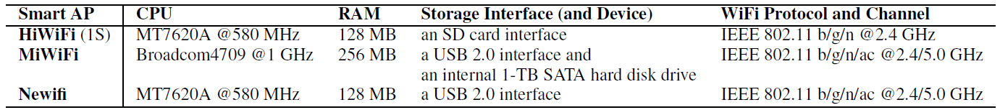 Smart AP CPU RAM Storage Interface (and Device) WiFi Protocol and Channel
HiWiFi (1S) MT7620A @580 MHz 128 MB an SD card interface IEEE 802.11 b/g/n @2.4 GHz
MiWiFi Broadcom4709 @1 GHz 256 MB a USB 2.0 interface and IEEE 802.11 b/g/n/ac @2.4/5.0 GHz
an internal 1-TB SATA hard disk drive
Newifi MT7620A @580 MHz 128 MB a USB 2.0 interface IEEE 802.11 b/g/n/ac @2.4/5.0 GHz